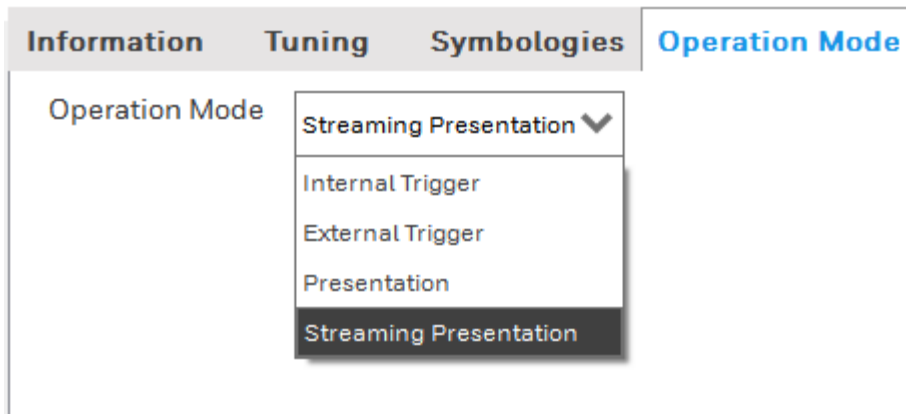 Information Tuning Symbologies Operation Mode
Operation Mode Streaming Presentation
Internal Trigger
External Trigger
Presentation
Streaming Presentation